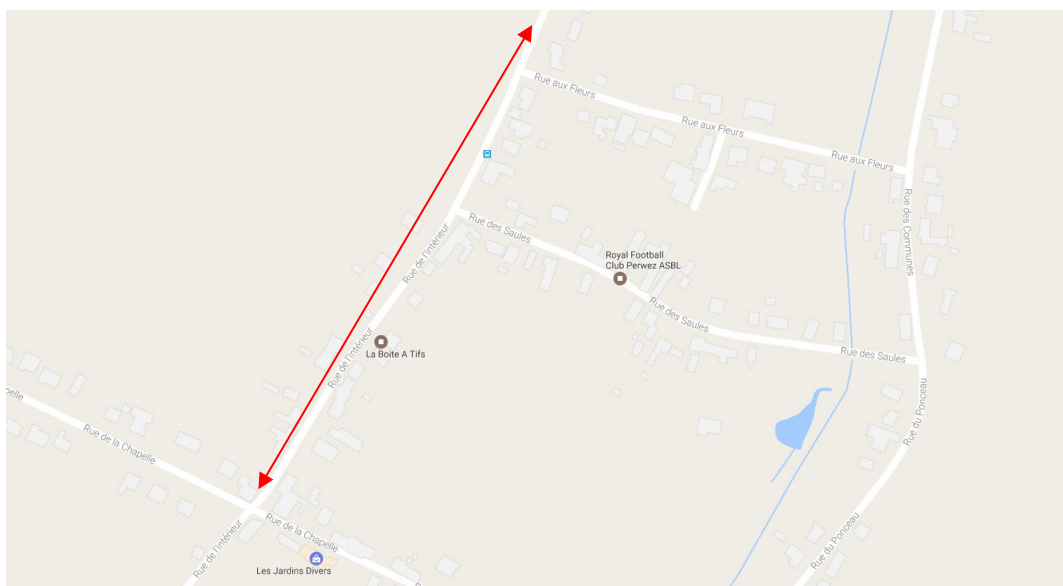 Rue aux Fleurs
Rue aux Fleurs
Rue aux Fleurs
Rue des Communes
Rue des Saules
Rue de l'Intérieur
Royal Football
Club Perwez ASBL
Rue des Saules
La Boite A Tifs
Rue de l'Intérieur
Rue des Saules
Rue du Ponceau
Rue de la Chapelle
Rue de l'Intérieur
Rue de la Chapelle
Rue du Ponceau
Les Jardins Divers